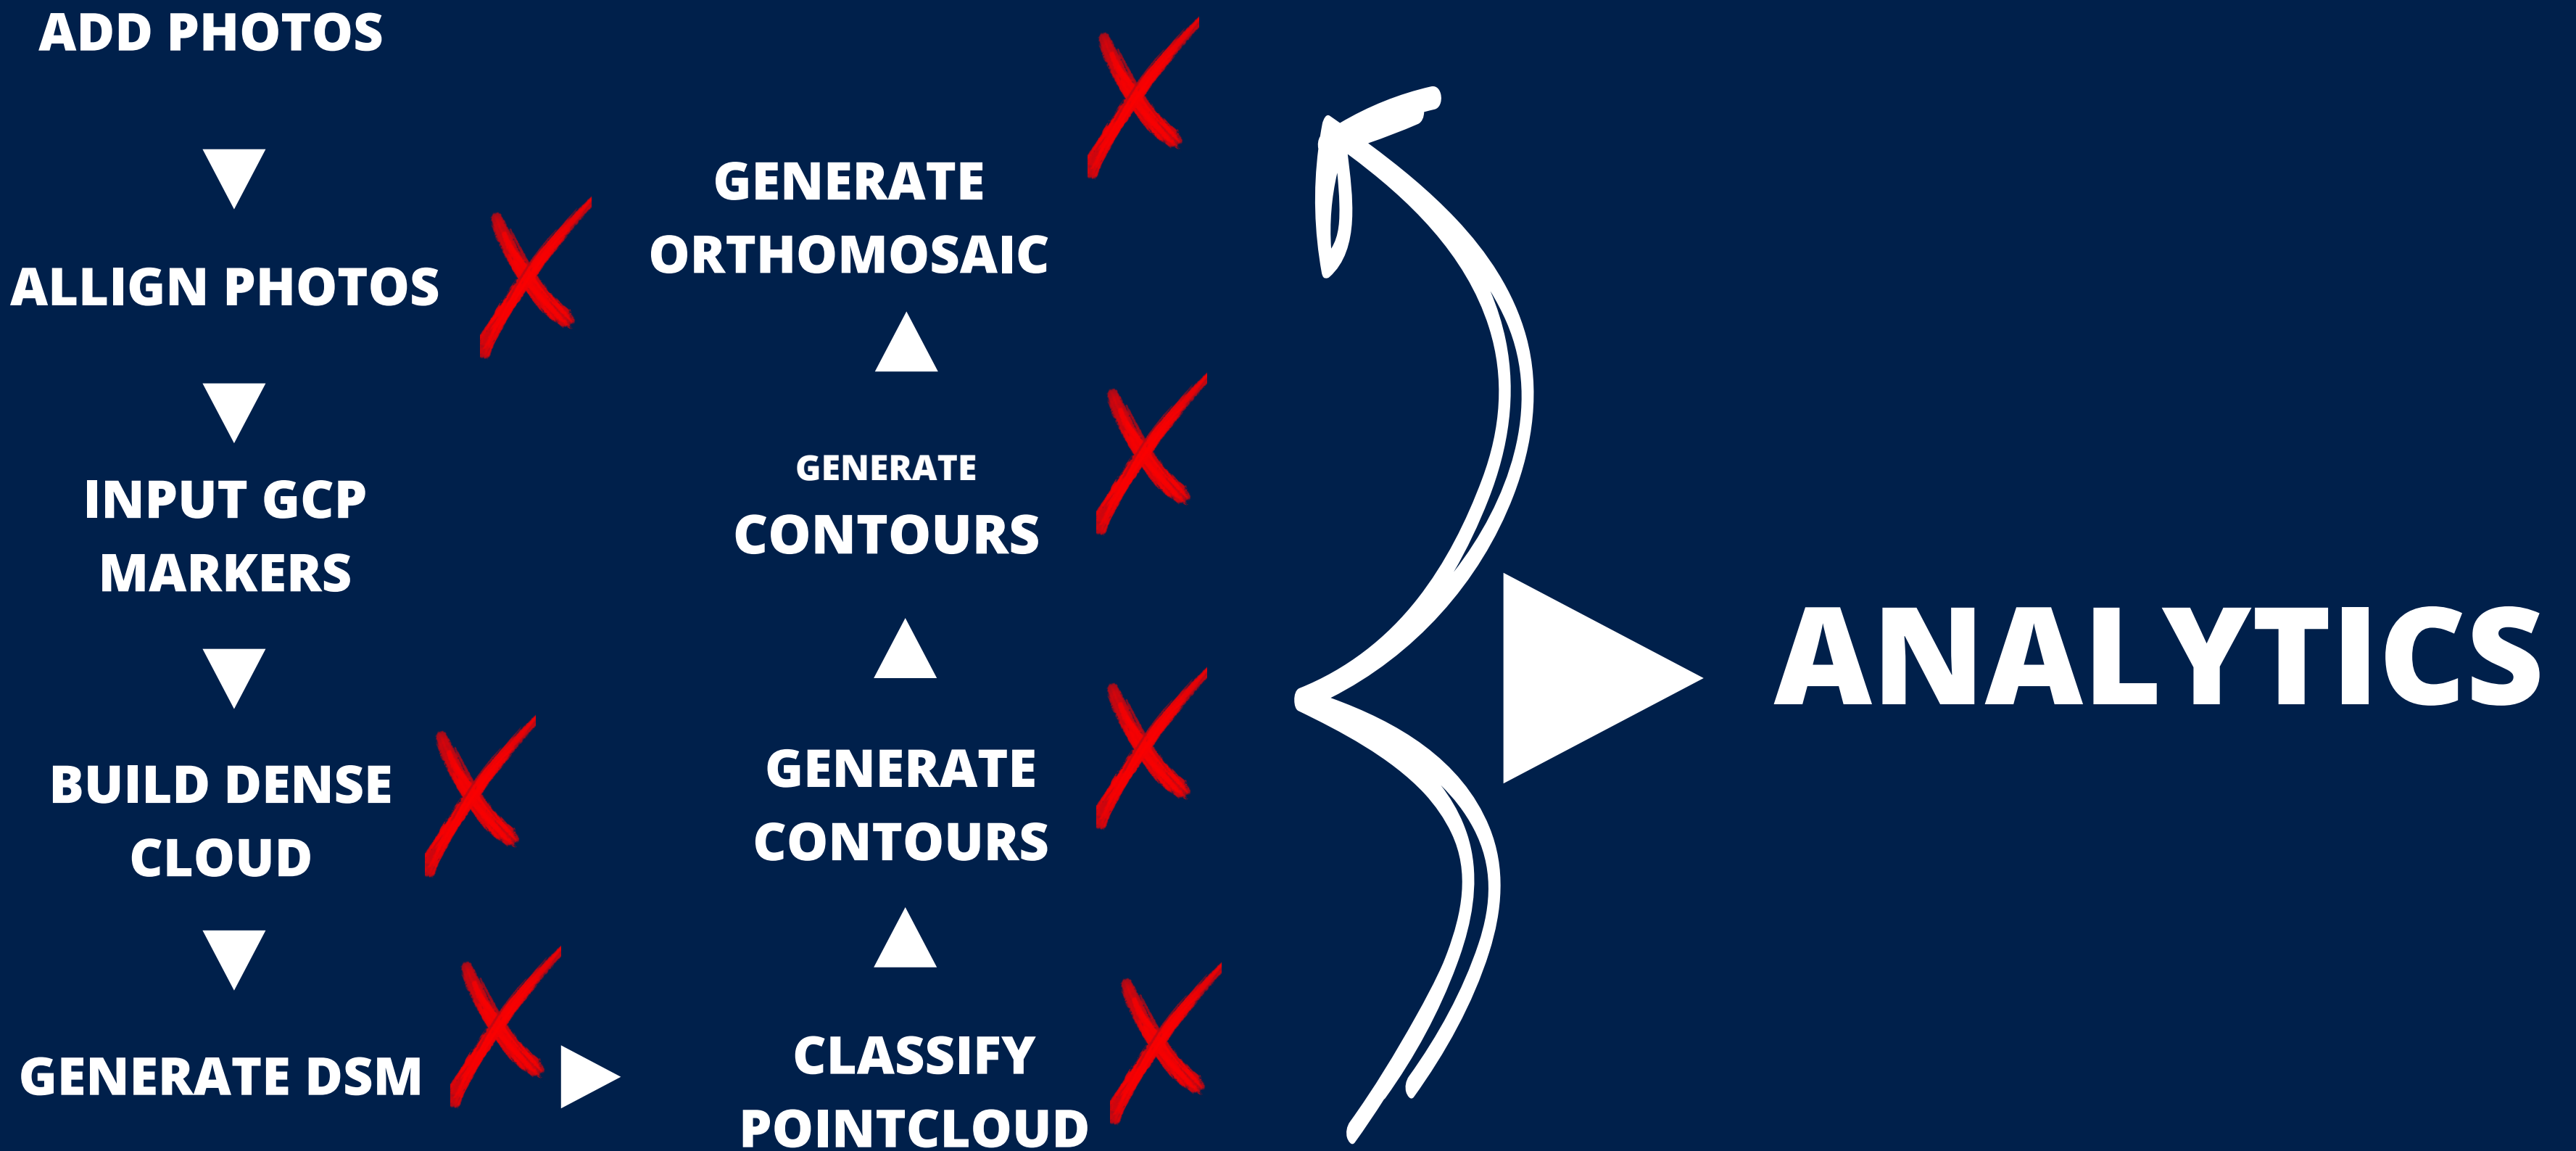 ADD PHOTOS
ALLIGN PHOTOS
INPUT GCP
MARKERS
BUILD DENSE
CLOUD
GENERATE DSM
CLASSIFY
POINTCLOUD
GENERATE
CONTOURS
GENERATE
CONTOURS
GENERATE
ORTHOMOSAIC
ANALYTICS